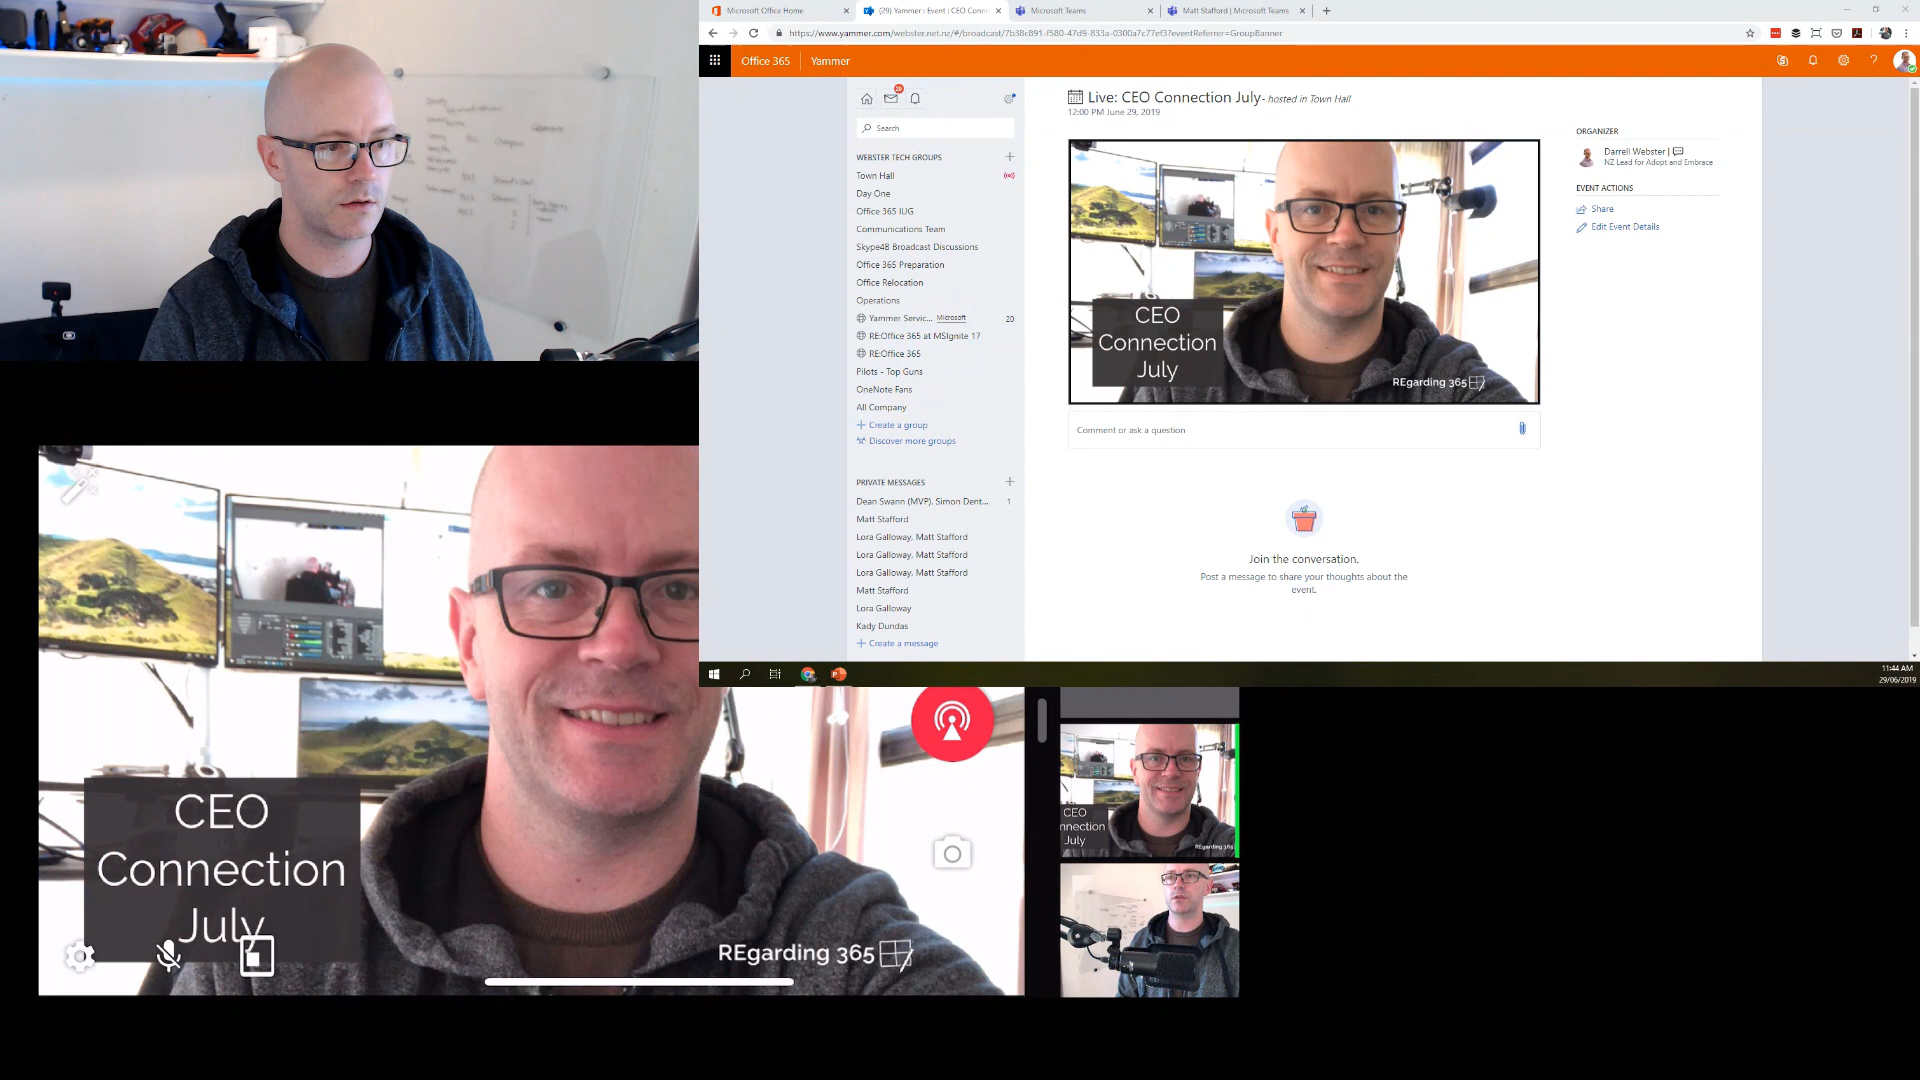 Microsoft Office Home
(29) Yammer : Event : CEO Conn
Microsoft Teams
Matt Stafford | Microsoft Teams
https://www.yammer.com/webster.net.nz/#/broadcast/7b38c891-f580-47d9-833a-0300a7c77ef3?eventReferrer=GroupBanner
Office 365
Yammer
29
Search
WEBSTER TECH GROUPS
Town Hall
Day One
Office 365 IUG
Communications Team
Skype4B Broadcast Discussions
Office 365 Preparation
Office Relocation
Operations
Yammer Servic... Microsoft 20
RE:Office 365 at MSIgnite 17
RE:Office 365
Pilots - Top Guns
OneNote Fans
All Company
Create a group
Discover more groups
PRIVATE MESSAGES
Dean Swann (MVP), Simon Dent... 1
Matt Stafford
Lora Galloway, Matt Stafford
Lora Galloway, Matt Stafford
Lora Galloway, Matt Stafford
Matt Stafford
Lora Galloway
Kady Dundas
Create a message
Live: CEO Connection July - hosted in Town Hall
12:00 PM June 29, 2019
CEO
Connection
July
REgarding 365
Comment or ask a question
Join the conversation.
Post a message to share your thoughts about the
event.
ORGANIZER
Darrell Webster |
NZ Lead for Adopt and Embrace
EVENT ACTIONS
Share
Edit Event Details
11:44 AM
29/06/2019
CEO
Connection
July
REgarding 365
CEO
nnection
July
REgarding 365